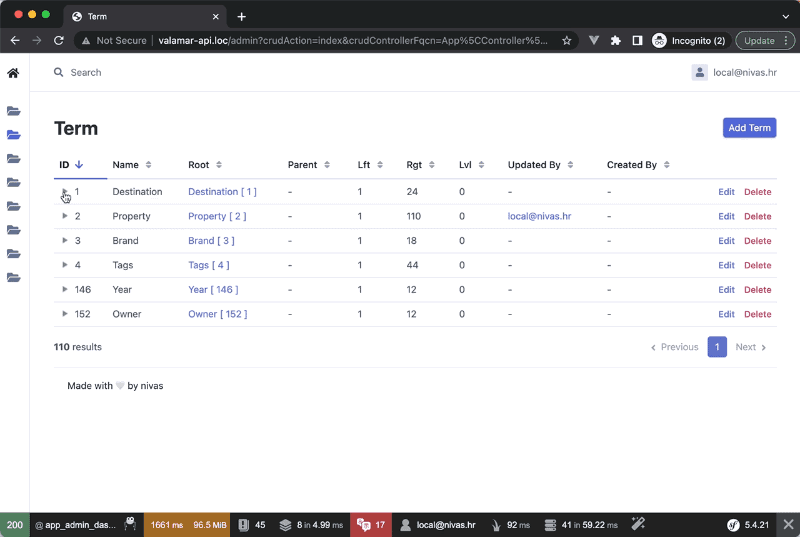 Term
Not Secure | valamar-api.loc/admin?crudAction=index&crudControllerFqcn=App%5CController%5...
Incognito (2)
Update
Search
local@nivas.hr
Term
Add Term
ID Name Root Parent Lft Rgt Lvl Updated By Created By
1 Destination Destination [ 1 ] - 1 24 0 - - Edit Delete
2 Property Property [ 2 ] - 1 110 0 local@nivas.hr - Edit Delete
3 Brand Brand [ 3 ] - 1 18 0 - - Edit Delete
4 Tags Tags [ 4 ] - 1 44 0 - - Edit Delete
146 Year Year [ 146 ] - 1 12 0 - - Edit Delete
152 Owner Owner [ 152 ] - 1 12 0 - - Edit Delete
110 results
Previous 1 Next
Made with by nivas
200 @ app_admin_das... 1661 ms 96.5 MiB 45 8 in 4.99 ms 17 local@nivas.hr 92 ms 41 in 59.22 ms sf 5.4.21